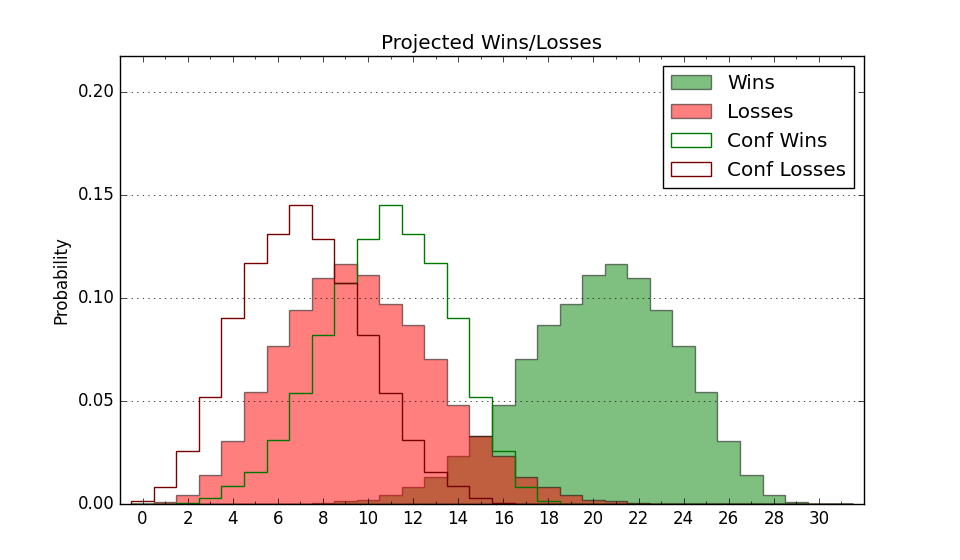 Projected Wins/Losses
Wins
Losses
Conf Wins
Conf Losses
Probability
0.20
0.15
0.10
0.05
0.00
0 2 4 6 8 10 12 14 16 18 20 22 24 26 28 30